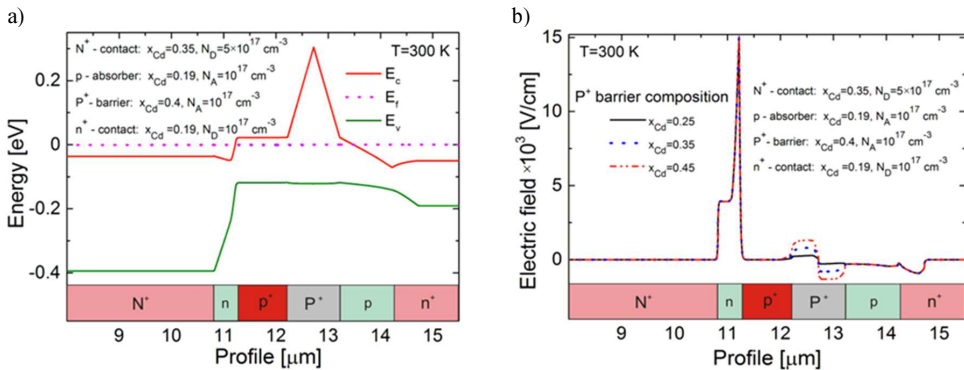 a)
N⁺ - contact: x_Cd=0.35, N_D=5×10¹⁷ cm⁻³
p - absorber: x_Cd=0.19, N_A=10¹⁷ cm⁻³
P⁺- barrier: x_Cd=0.4, N_A=10¹⁷ cm⁻³
n⁺ - contact: x_Cd=0.19, N_D=10¹⁷ cm⁻³
T=300 K
E_c
E_f
E_v
Energy [eV]
0.2
0
-0.2
-0.4
N⁺ n p⁺ P⁺ p n⁺
9 10 11 12 13 14 15
Profile [μm]
b)
T=300 K
P⁺ barrier composition
x_Cd=0.25
x_Cd=0.35
x_Cd=0.45
N⁺ - contact: x_Cd=0.35, N_D=5×10¹⁷ cm⁻³
p - absorber: x_Cd=0.19, N_A=10¹⁷ cm⁻³
P⁺- barrier: x_Cd=0.4, N_A=10¹⁷ cm⁻³
n⁺ - contact: x_Cd=0.19, N_D=10¹⁷ cm⁻³
Electric field ×10³ [V/cm]
15
10
5
0
N⁺ n p⁺ P⁺ p n⁺
9 10 11 12 13 14 15
Profile [μm]